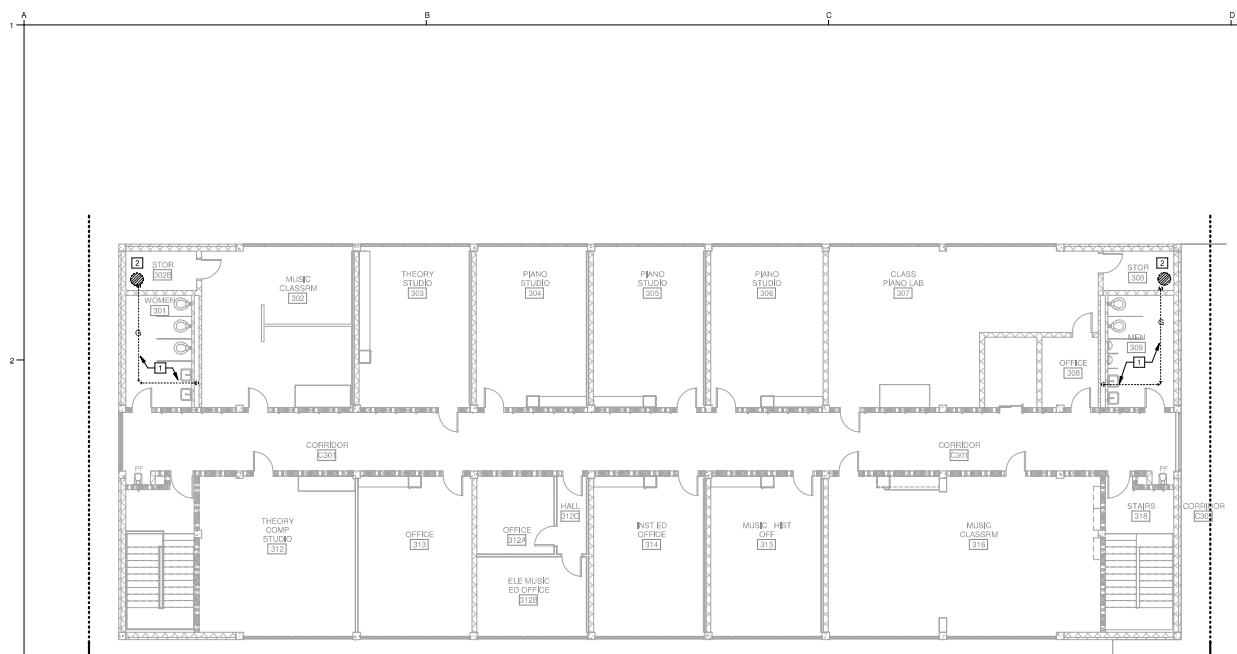 A
B
C
D
1
2
2
STOR
302B
MUSIC
CLASSRM
302
THEORY
STUDIO
303
PIANO
STUDIO
304
PIANO
STUDIO
305
PIANO
STUDIO
306
CLASS
PIANO LAB
307
2
STOR
308
WOMEN
301
G
1
G
MEN
309
1
OFFICE
308
CORRIDOR
C301
CORRIDOR
C301
PF
PF
THEORY
COMP
STUDIO
312
OFFICE
313
OFFICE
312A
HALL
312C
INST ED
OFFICE
314
MUSIC HIST
OFF
315
MUSIC
CLASSRM
316
STAIRS
318
CORRIDOR
C30
ELE MUSIC
ED OFFICE
312B